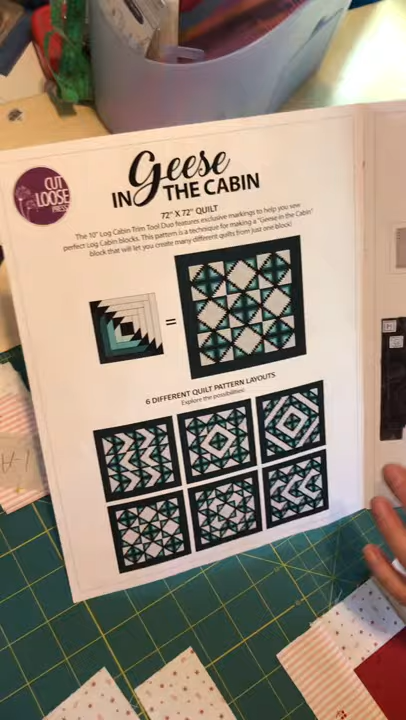 CUT
LOOSE
PRESS
Geese
IN THE CABIN
72" X 72" QUILT
The 10" Log Cabin Trim Tool Duo features exclusive markings to help you sew
perfect Log Cabin blocks. This pattern is a technique for making a "Geese in the Cabin"
block that will let you create many different quilts from just one block!
=
6 DIFFERENT QUILT PATTERN LAYOUTS
Explore the possibilities!